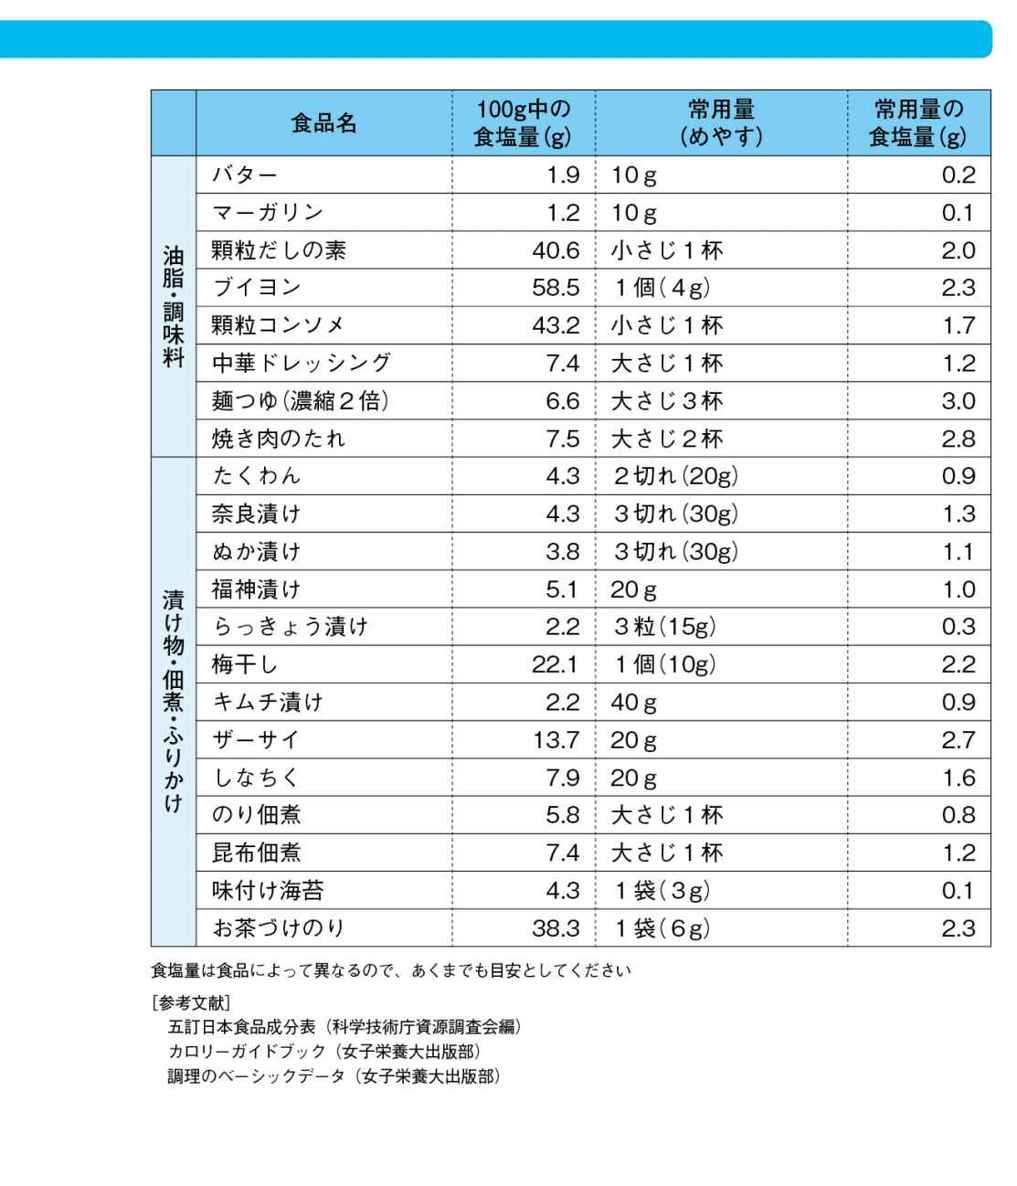 食品名 100g中の食塩量(g) 常用量(めやす) 常用量の食塩量(g)
油脂・調味料
バター 1.9 10g 0.2
マーガリン 1.2 10g 0.1
顆粒だしの素 40.6 小さじ1杯 2.0
ブイヨン 58.5 1個(4g) 2.3
顆粒コンソメ 43.2 小さじ1杯 1.7
中華ドレッシング 7.4 大さじ1杯 1.2
麺つゆ(濃縮2倍) 6.6 大さじ3杯 3.0
焼き肉のたれ 7.5 大さじ2杯 2.8
漬け物・佃煮・ふりかけ
たくわん 4.3 2切れ(20g) 0.9
奈良漬け 4.3 3切れ(30g) 1.3
ぬか漬け 3.8 3切れ(30g) 1.1
福神漬け 5.1 20g 1.0
らっきょう漬け 2.2 3粒(15g) 0.3
梅干し 22.1 1個(10g) 2.2
キムチ漬け 2.2 40g 0.9
ザーサイ 13.7 20g 2.7
しなちく 7.9 20g 1.6
のり佃煮 5.8 大さじ1杯 0.8
昆布佃煮 7.4 大さじ1杯 1.2
味付け海苔 4.3 1袋(3g) 0.1
お茶づけのり 38.3 1袋(6g) 2.3
食塩量は食品によって異なるので、あくまでも目安としてください
[参考文献]
五訂日本食品成分表（科学技術庁資源調査会編）
カロリーガイドブック（女子栄養大出版部）
調理のベーシックデータ（女子栄養大出版部）